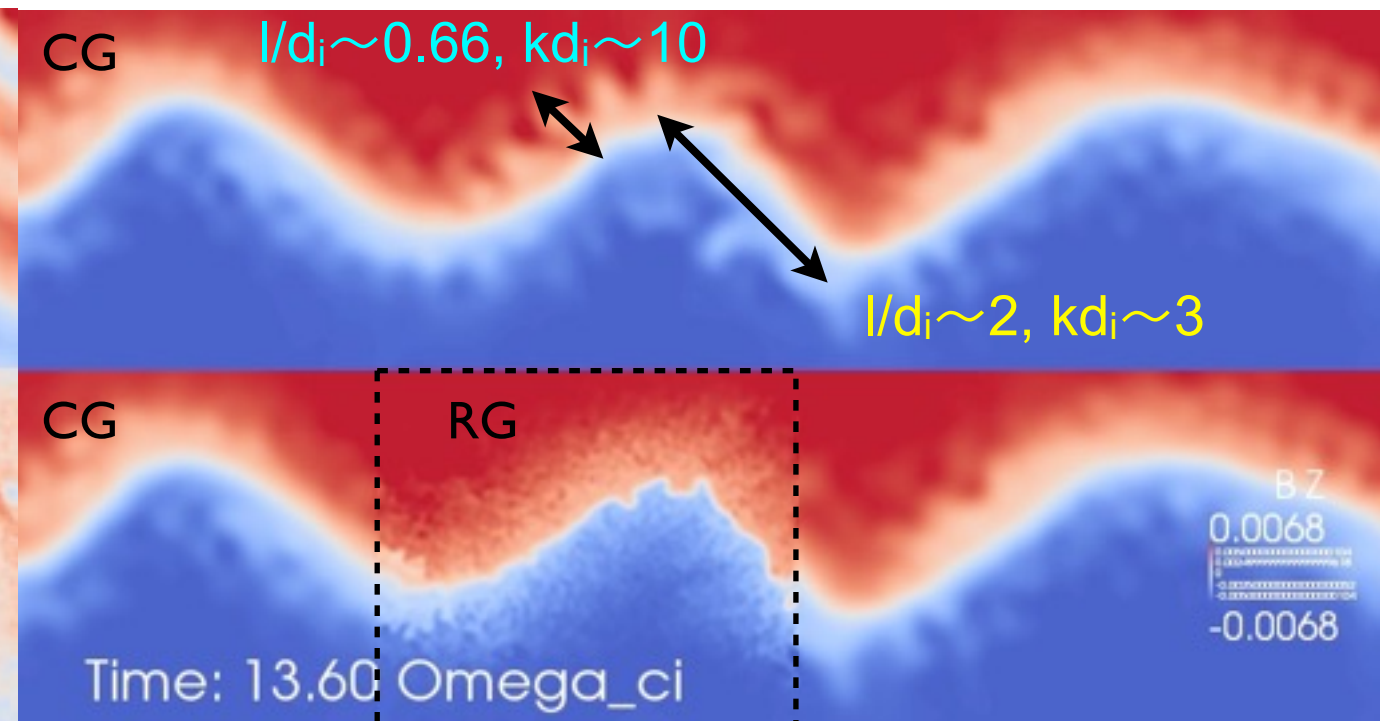 CG
l/dᵢ～0.66, kdᵢ～10
l/dᵢ～2, kdᵢ～3
CG
RG
BZ
0.0068
-0.0068
Time: 13.60 Omega_ci